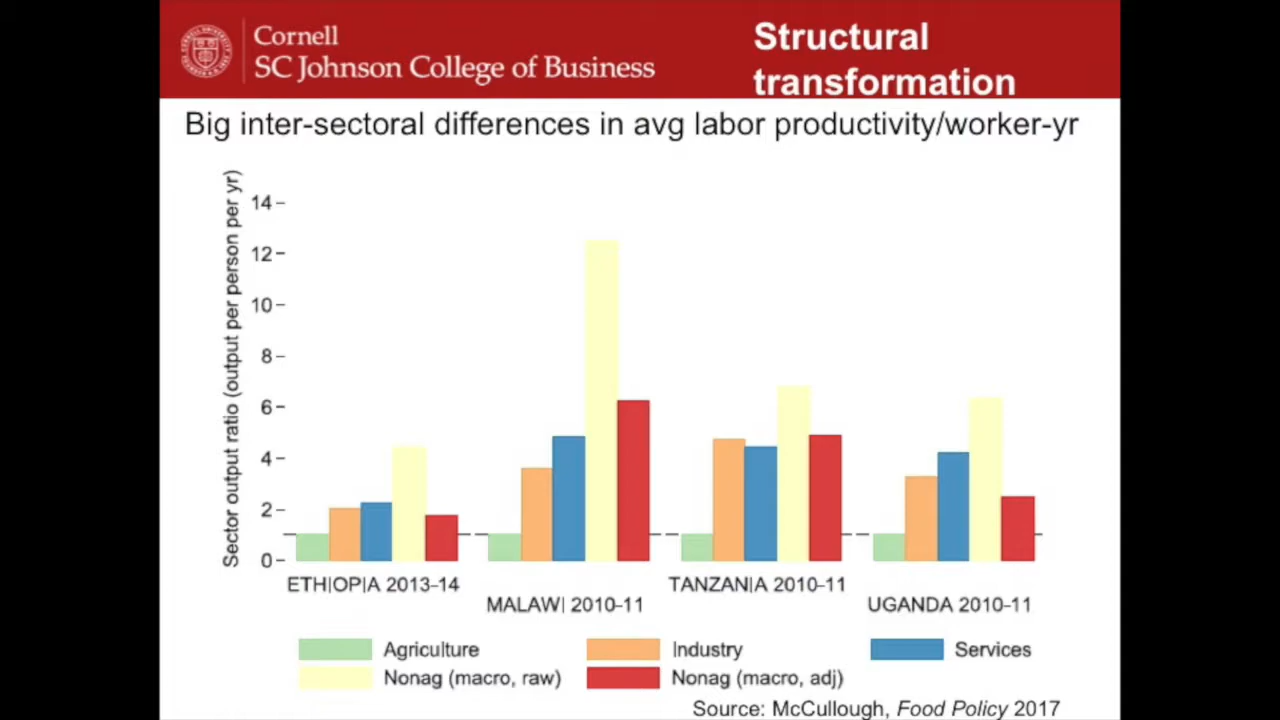 Cornell
SC Johnson College of Business
Structural
transformation
Big inter-sectoral differences in avg labor productivity/worker-yr
Sector output ratio (output per person per yr)
14
12
10
8
6
4
2
0
ETHIOPIA 2013-14
MALAWI 2010-11
TANZANIA 2010-11
UGANDA 2010-11
Agriculture
Industry
Services
Nonag (macro, raw)
Nonag (macro, adj)
Source: McCullough, Food Policy 2017